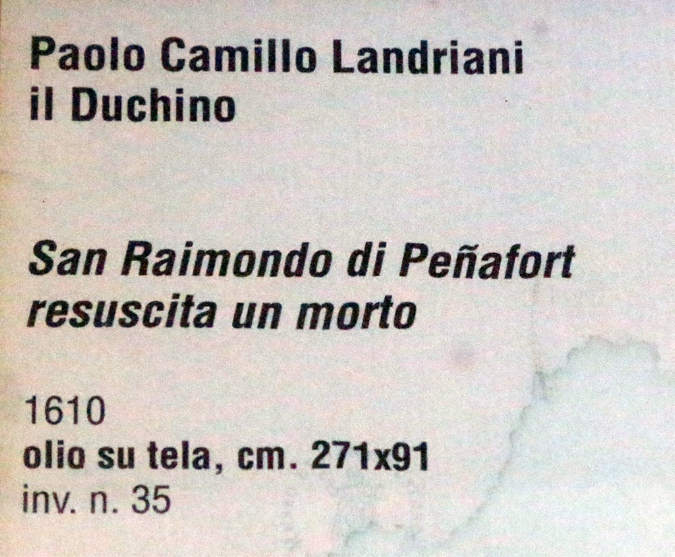 Paolo Camillo Landriani
il Duchino
San Raimondo di Peñafort
resuscita un morto
1610
olio su tela, cm. 271x91
inv. n. 35